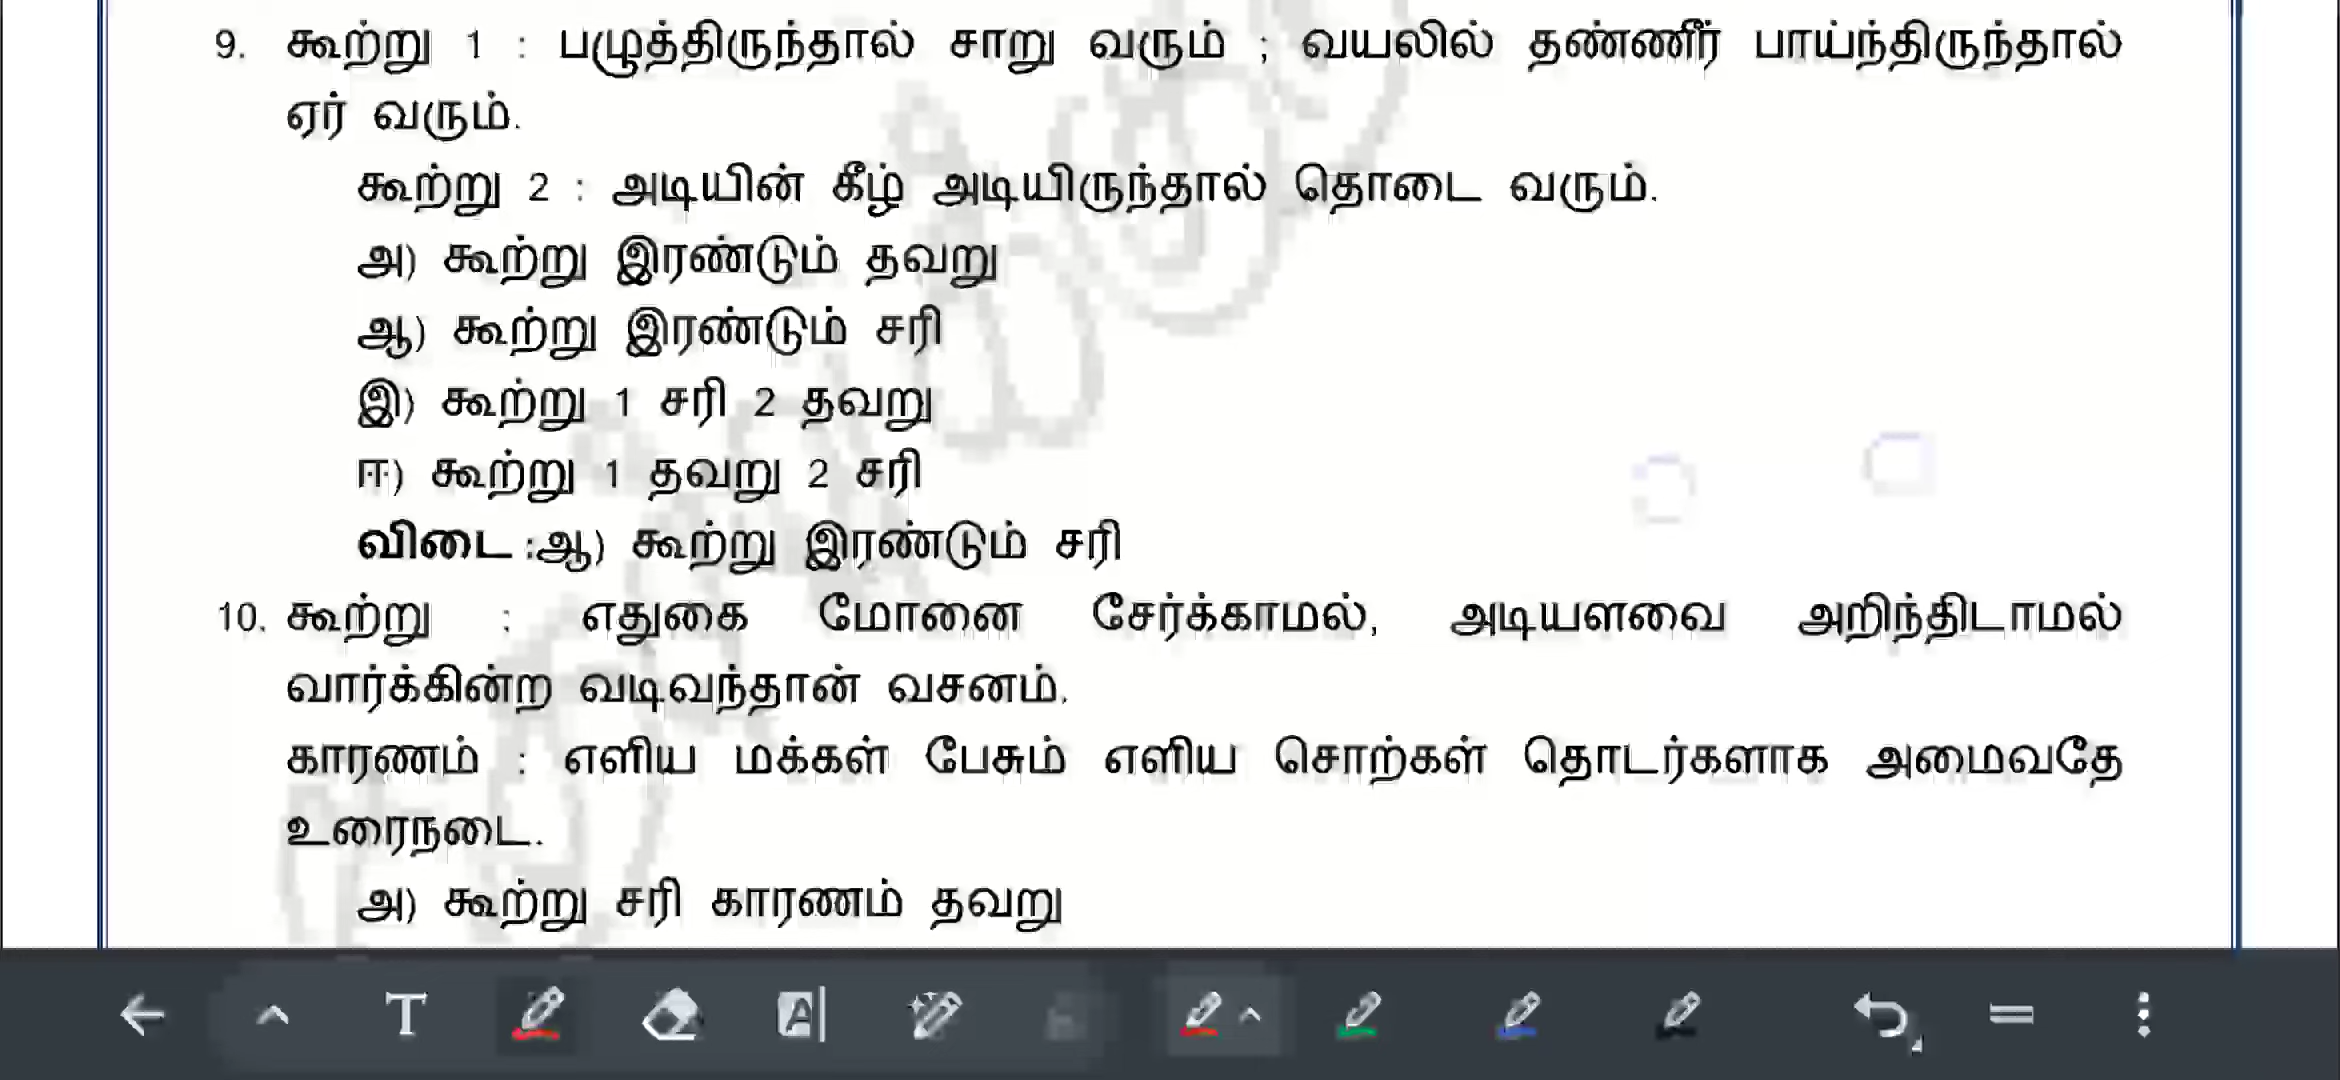 9. கூற்று 1 : பழுத்திருந்தால் சாறு வரும் ; வயலில் தண்ணீர் பாய்ந்திருந்தால்
ஏர் வரும்.
கூற்று 2 : அடியின் கீழ் அடியிருந்தால் தொடை வரும்.
அ) கூற்று இரண்டும் தவறு
ஆ) கூற்று இரண்டும் சரி
இ) கூற்று 1 சரி 2 தவறு
ஈ) கூற்று 1 தவறு 2 சரி
விடை :ஆ) கூற்று இரண்டும் சரி
10. கூற்று : எதுகை மோனை சேர்க்காமல், அடியளவை அறிந்திடாமல்
வார்க்கின்ற வடிவந்தான் வசனம்.
காரணம் : எளிய மக்கள் பேசும் எளிய சொற்கள் தொடர்களாக அமைவதே
உரைநடை.
அ) கூற்று சரி காரணம் தவறு